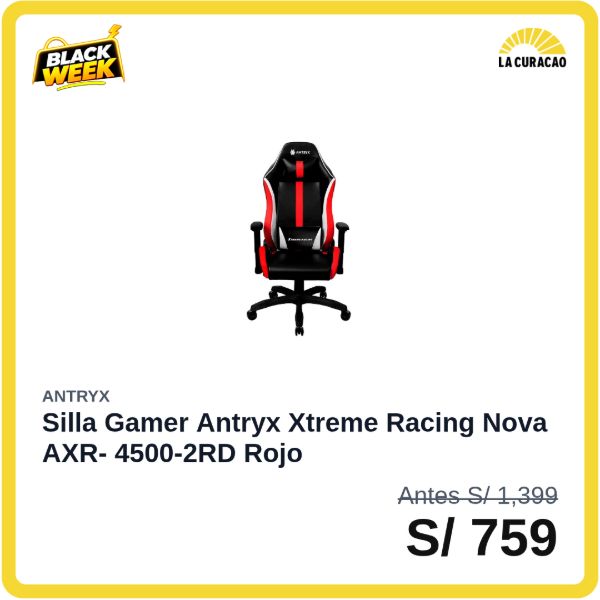 BLACK
WEEK
LA CURACAO
ANTRYX
ANTRYX
Silla Gamer Antryx Xtreme Racing Nova
AXR- 4500-2RD Rojo
Antes S/ 1,399
S/ 759